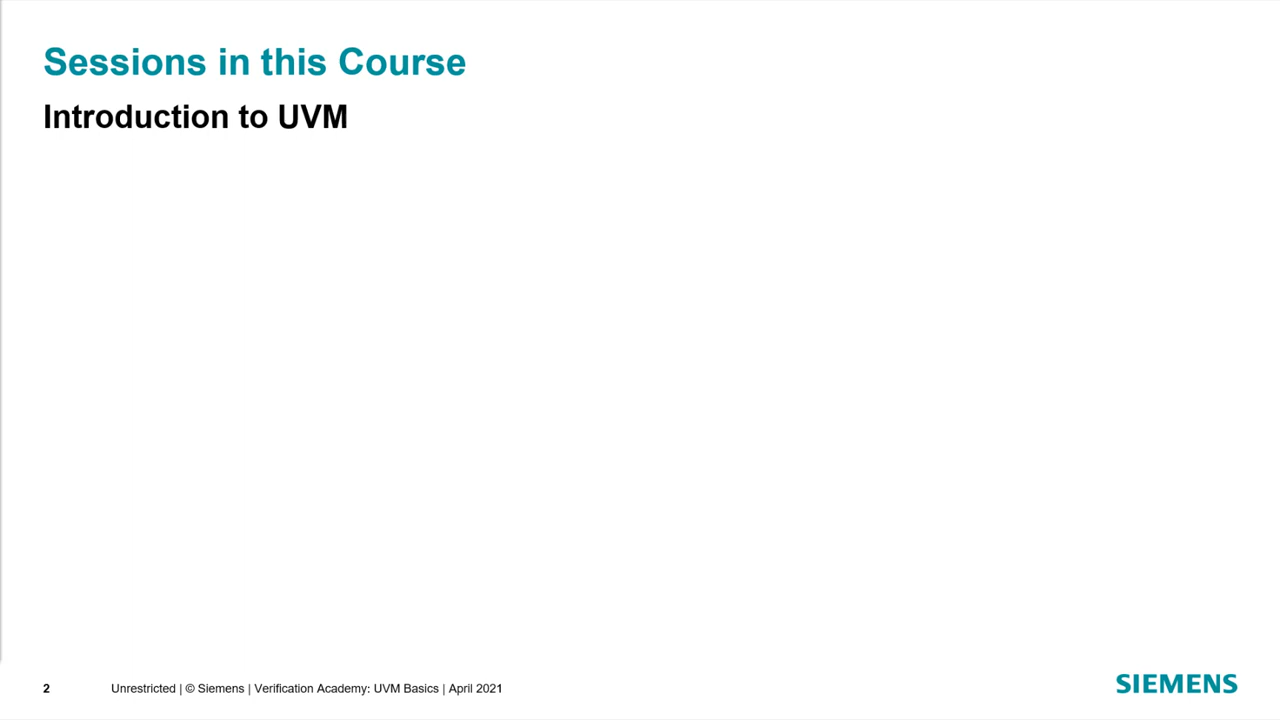 Sessions in this Course
Introduction to UVM
2 Unrestricted | © Siemens | Verification Academy: UVM Basics | April 2021
SIEMENS